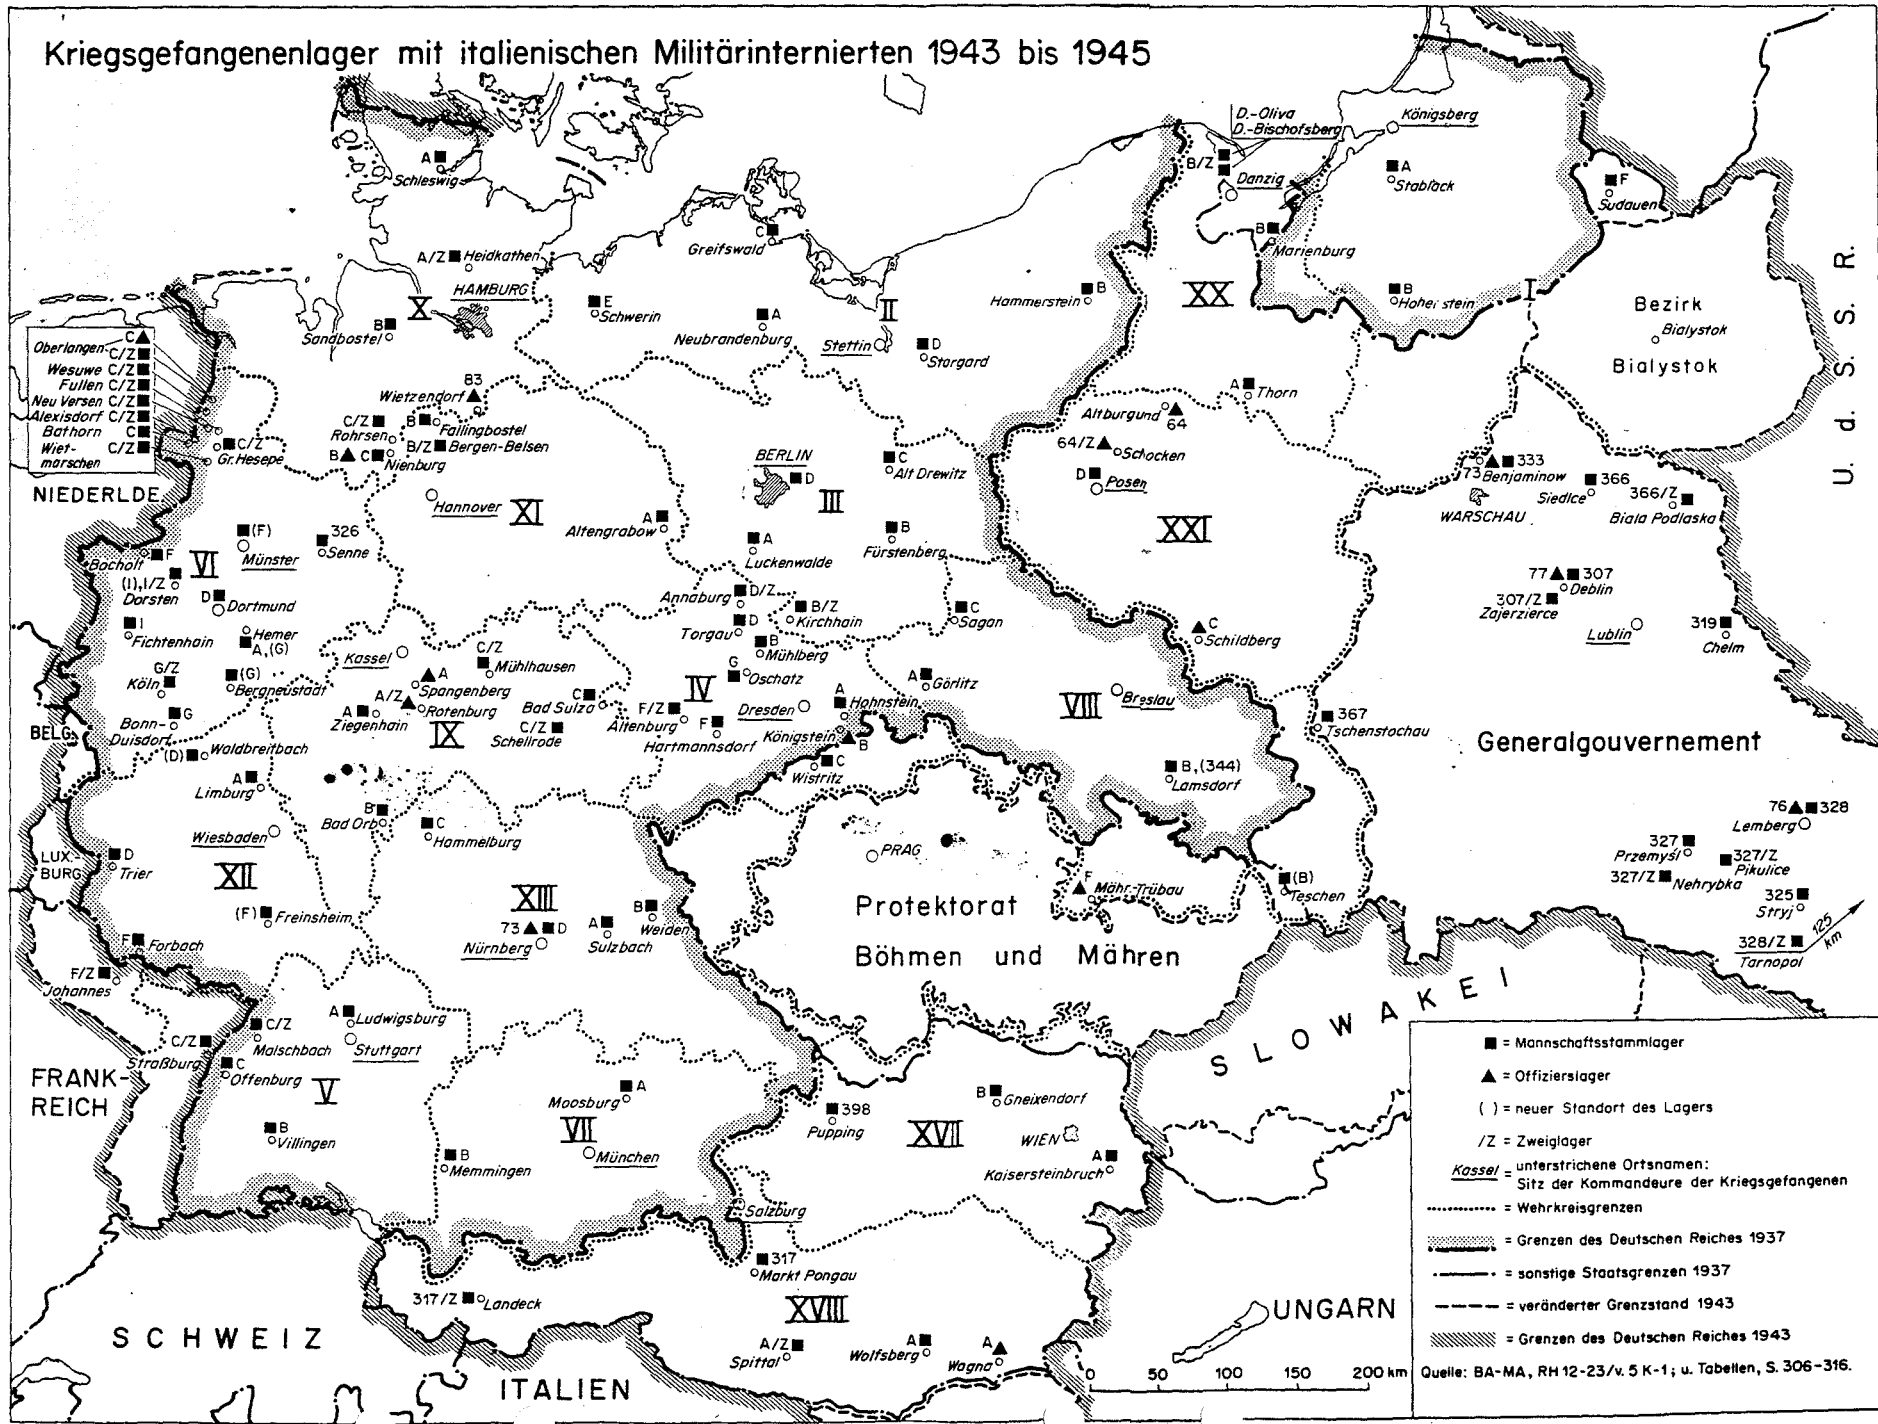 Kriegsgefangenenlager mit italienischen Militärinternierten 1943 bis 1945
A
Schleswig
A/Z Heidkathen
HAMBURG
X
B
Sandbostel
C
Greifswald
E
Schwerin
A
Neubrandenburg
II
Stettin
D
Stargard
B
Hammerstein
D.-Oliva
D.-Bischofsberg
B/Z
Danzig
B
Marienburg
Königsberg
A
Stablack
F
Sudauen
XX
B
Hohenstein
I
Bezirk
Bialystok
Bialystok
U. d. S. S. R.
C
Oberlangen
C/Z
Wesuwe C/Z
Fullen C/Z
Neu Versen C/Z
Alexisdorf C/Z
Bathorn C
Wiet-
marschen C/Z
C/Z
Gr. Hesepe
NIEDERLDE.
83
Wietzendorf
C/Z
Rohrsen
B
Fallingbostel
B/Z Bergen-Belsen
B C
Nienburg
Hannover
XI
A
Altengrabow
BERLIN
D
III
C
Alt Drewitz
A
Luckenwalde
B
Fürstenberg
A
Thorn
Altburgund
64
64/Z
Schocken
D
Posen
XXI
73 333
Benjaminow
WARSCHAU
366
Siedlce
366/Z
Biala Podlaska
77 307
Deblin
307/Z
Zajerzierce
Lublin
319
Chelm
F
Bocholt
VI
(F)
Münster
326
Senne
(I), I/Z
Dorsten
D
Dortmund
I
Fichtenhain
Hemer
A, (G)
G/Z
Köln
(G)
Bergneustadt
G
Bonn-
Duisdorf
BELG.
(D)
Waldbreitbach
A
Limburg
Wiesbaden
Kassel
A
Spangenberg
A/Z
Rotenburg
A
Ziegenhain
IX
C/Z
Mühlhausen
C
Bad Sulza
C/Z
Schellrode
B
Bad Orb
C
Hammelburg
D/Z
Annaburg
D
Torgau
B/Z
Kirchhain
B
Mühlberg
G
Oschatz
IV
F/Z
Altenburg
F
Hartmannsdorf
Dresden
A
Hohnstein
Königstein
B
C
Wistritz
C
Sagan
A
Görlitz
VIII
Breslau
C
Schildberg
B, (344)
Lamsdorf
367
Tschenstochau
Generalgouvernement
76 328
Lemberg
327
Przemyśl
327/Z
Pikulice
327/Z
Nehrybka
325
Stryj
328/Z
Tarnopol
125
km
LUX.-
BURG
D
Trier
XII
(F)
Freinsheim
F
Forbach
F/Z
Johannes
XIII
73 D
Nürnberg
A
Sulzbach
B
Weiden
PRAG
Protektorat
Böhmen und Mähren
F
Mähr.-Trübau
(B)
Teschen
SLOWAKEI
FRANK-
REICH
C/Z
Straßburg
C/Z
Malschbach
C
Offenburg
A
Ludwigsburg
Stuttgart
V
B
Villingen
A
Moosburg
VII
München
B
Memmingen
398
Pupping
B
Gneixendorf
XVII
WIEN
A
Kaisersteinbruch
Salzburg
317
Markt Pongau
317/Z
Landeck
XVIII
A/Z
Spittal
A
Wolfsberg
A
Wagna
SCHWEIZ
ITALIEN
UNGARN
0 50 100 150 200 km
■ = Mannschaftsstammlager
▲ = Offizierslager
( ) = neuer Standort des Lagers
/Z = Zweiglager
Kassel = unterstrichene Ortsnamen:
Sitz der Kommandeure der Kriegsgefangenen
= Wehrkreisgrenzen
= Grenzen des Deutschen Reiches 1937
= sonstige Staatsgrenzen 1937
= veränderter Grenzstand 1943
= Grenzen des Deutschen Reiches 1943
Quelle: BA-MA, RH 12-23/v. 5 K-1; u. Tabellen, S. 306-316.